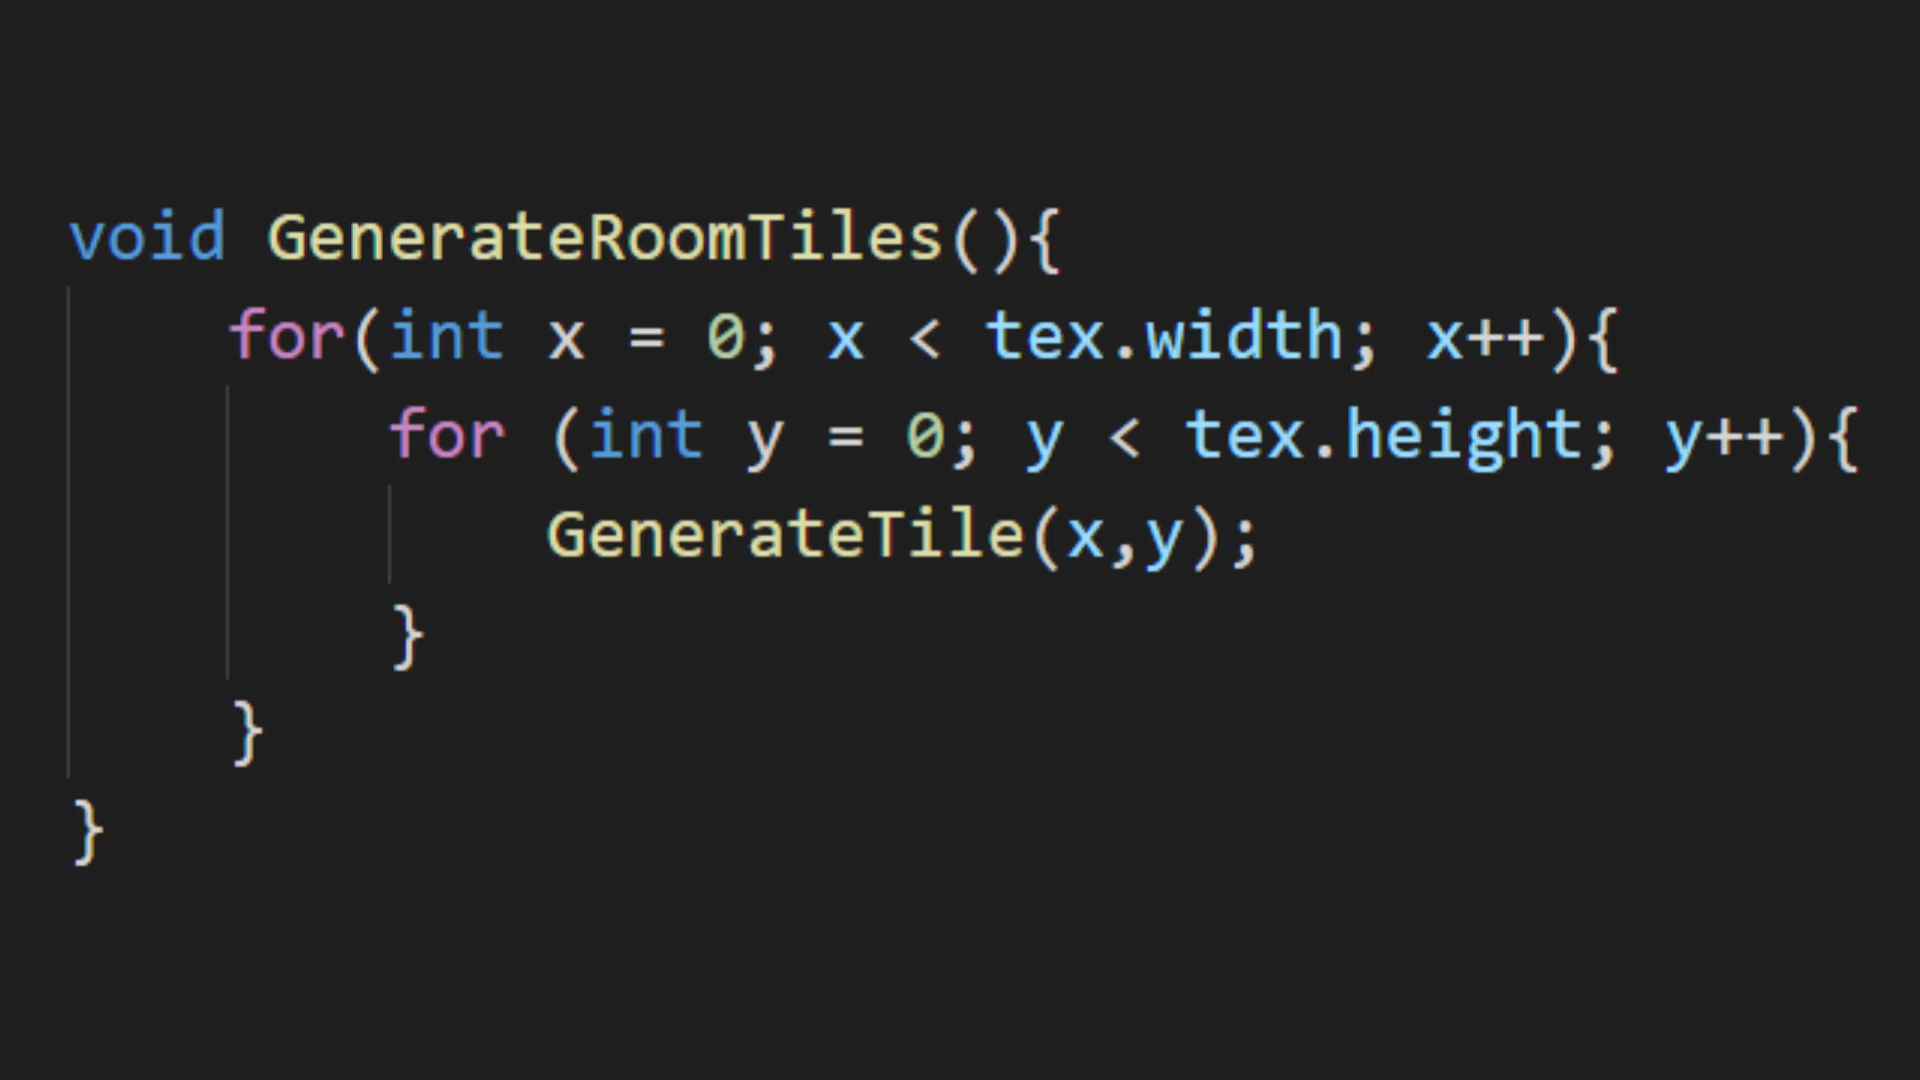 void GenerateRoomTiles(){
for(int x = 0; x < tex.width; x++){
for (int y = 0; y < tex.height; y++){
GenerateTile(x,y);
}
}
}